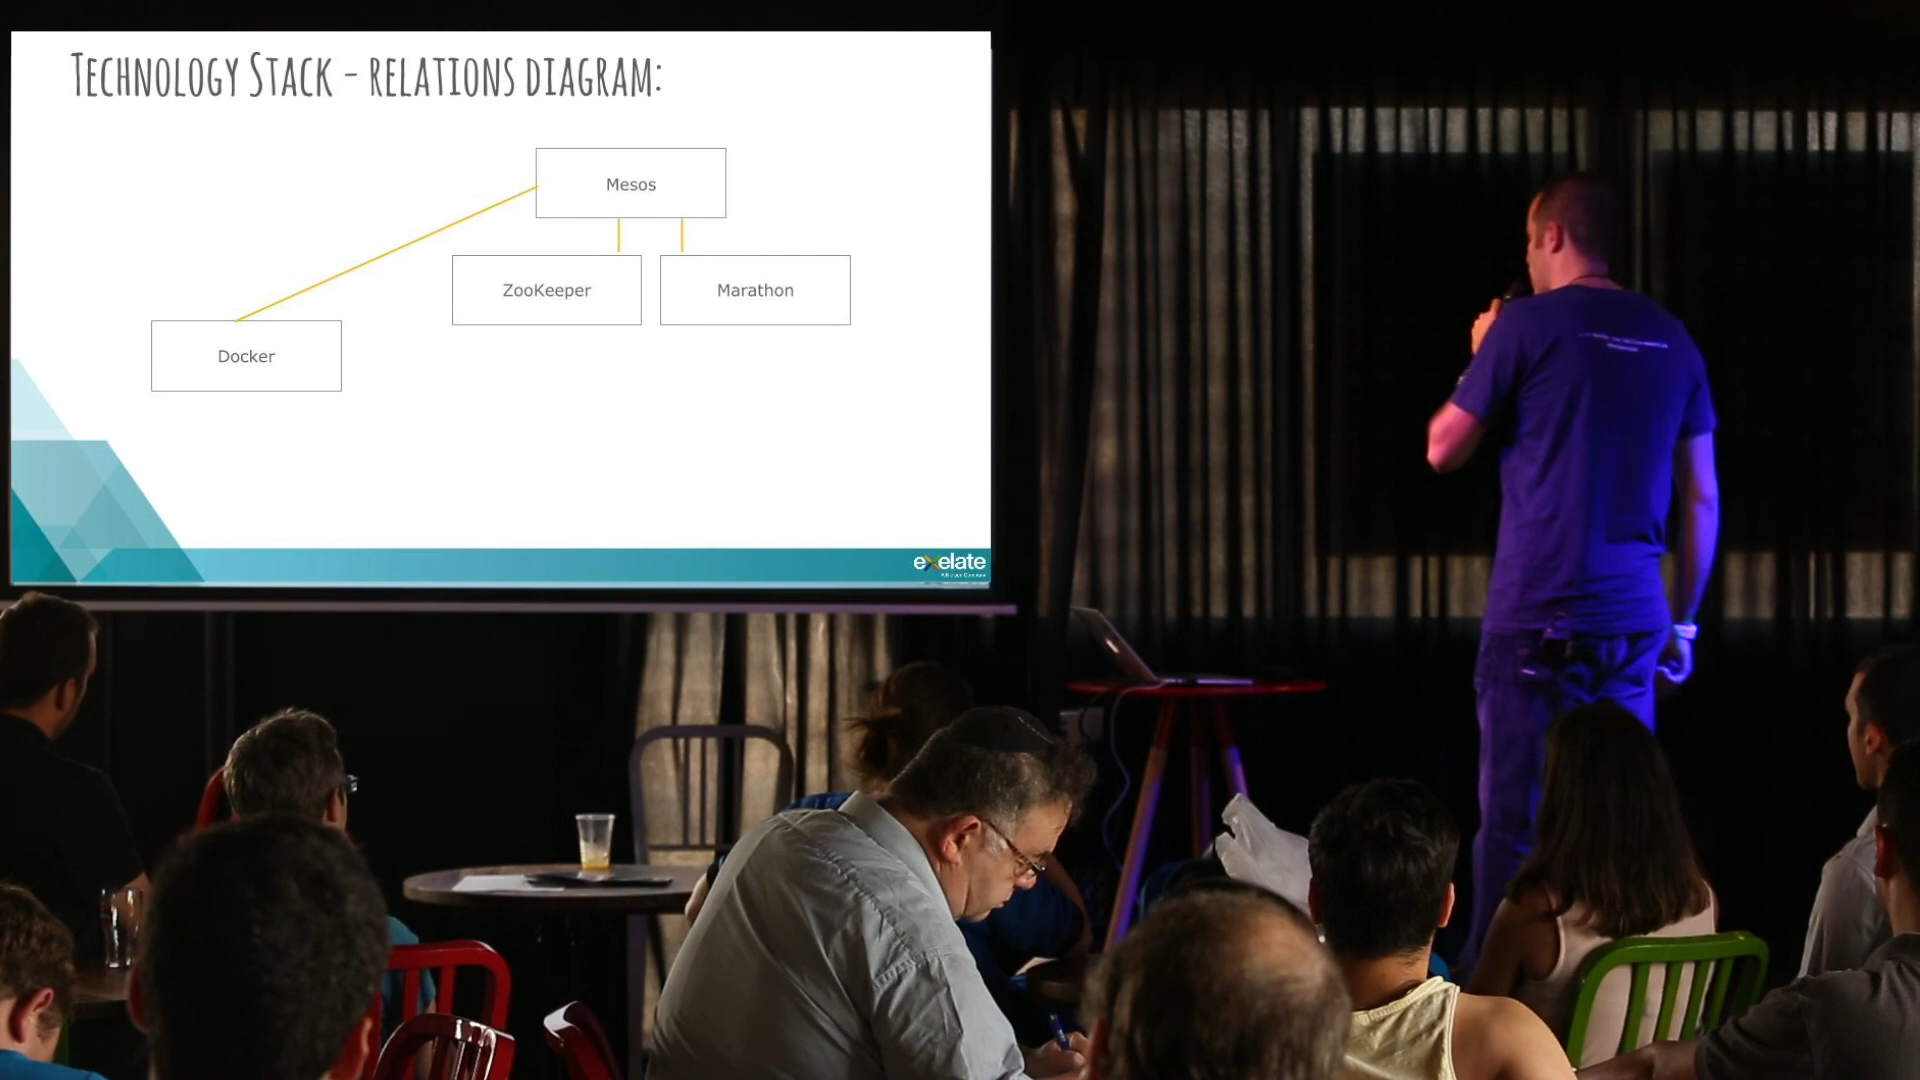 TECHNOLOGY STACK - RELATIONS DIAGRAM:
Mesos
ZooKeeper
Marathon
Docker
exelate